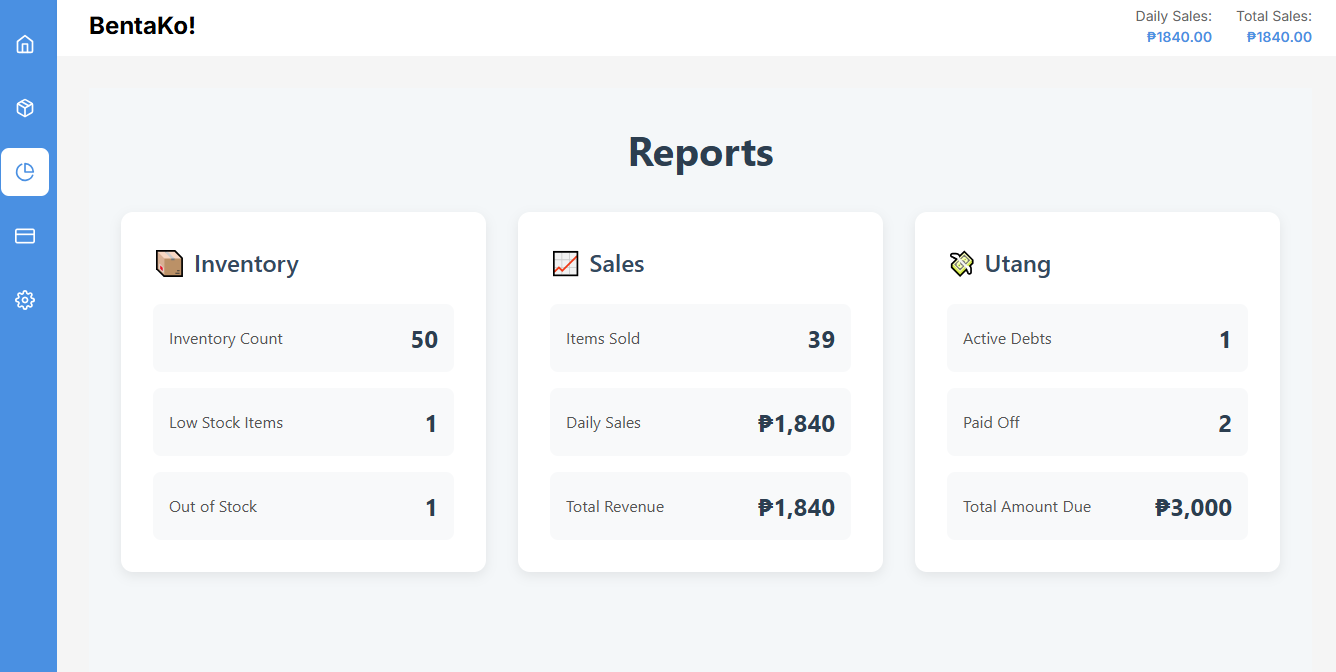 BentaKo!
Daily Sales:
₱1840.00
Total Sales:
₱1840.00
Reports
Inventory
Inventory Count
50
Low Stock Items
1
Out of Stock
1
Sales
Items Sold
39
Daily Sales
₱1,840
Total Revenue
₱1,840
Utang
Active Debts
1
Paid Off
2
Total Amount Due
₱3,000